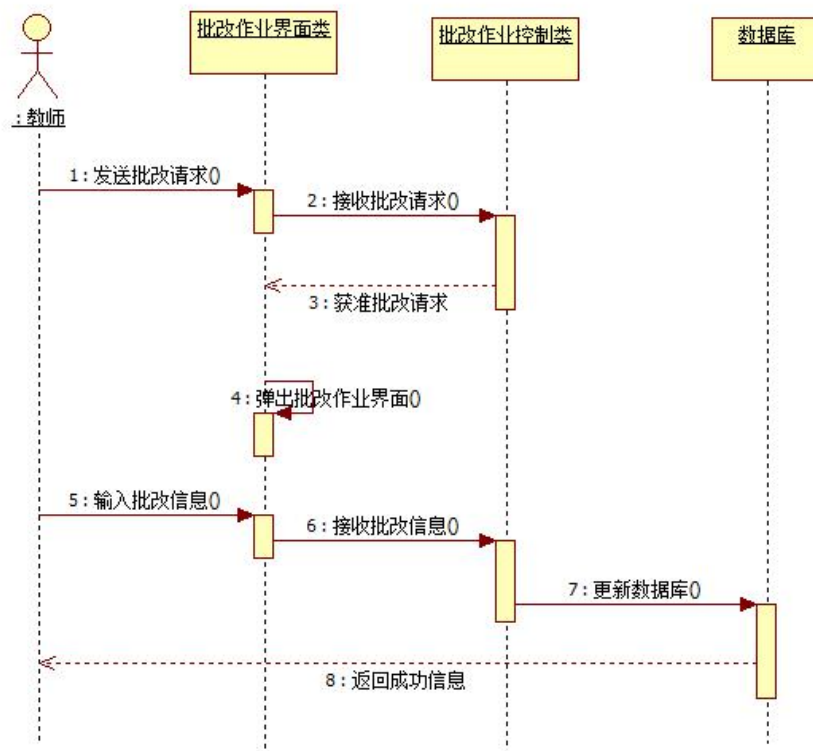 批改作业界面类
批改作业控制类
数据库
: 教师
1 : 发送批改请求()
2 : 接收批改请求()
3 : 获准批改请求
4 : 弹出批改作业界面()
5 : 输入批改信息()
6 : 接收批改信息()
7 : 更新数据库()
8 : 返回成功信息